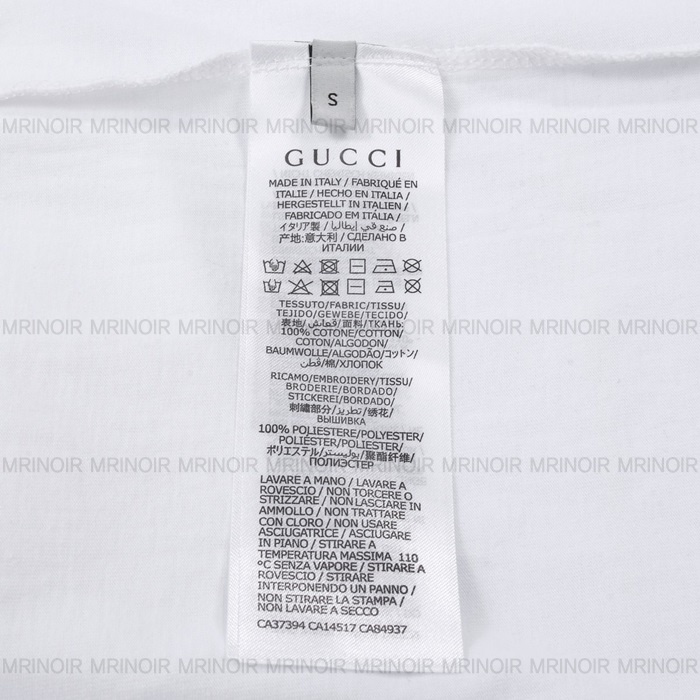 S
GUCCI
MADE IN ITALY / FABRIQUÉ EN
ITALIE / HECHO EN ITALIA /
HERGESTELLT IN ITALIEN /
FABRICADO EM ITÁLIA /
イタリア製 / صنع في إيطاليا /
产地:意大利 / СДЕЛАНО В
ИТАЛИИ
TESSUTO/FABRIC/TISSU/
TEJIDO/GEWEBE/TECIDO/
表地/قماش/面料/ТКАНЬ:
100% COTONE/COTTON/
COTON/ALGODON/
BAUMWOLLE/ALGODÃO/コットン/
قطن/棉/ХЛОПОК
RICAMO/EMBROIDERY/TISSU/
BRODERIE/BORDADO/
STICKEREI/BORDADO/
刺繍部分/تطريز/绣花/
ВЫШИВКА
100% POLIESTERE/POLYESTER/
POLIÉSTER/POLIESTER/
ポリエステル/بوليستر/聚酯纤维/
ПОЛИЭСТЕР
LAVARE A MANO / LAVARE A
ROVESCIO / NON TORCERE O
STRIZZARE / NON LASCIARE IN
AMMOLLO / NON TRATTARE
CON CLORO / NON USARE
ASCIUGATRICE / ASCIUGARE
IN PIANO / STIRARE A
TEMPERATURA MASSIMA 110
°C SENZA VAPORE / STIRARE A
ROVESCIO / STIRARE
INTERPONENDO UN PANNO /
NON STIRARE LA STAMPA /
NON LAVARE A SECCO
CA37394 CA14517 CA84937
MRINOIR MRINOIR MRINOIR MRINOIR MRINOIR MRINOIR MRINOIR MRINOIR
MRINOIR MRINOIR MRINOIR MRINOIR MRINOIR MRINOIR MRINOIR MRINOIR
MRINOIR MRINOIR MRINOIR MRINOIR MRINOIR MRINOIR MRINOIR MRINOIR
MRINOIR MRINOIR MRINOIR MRINOIR MRINOIR MRINOIR MRINOIR MRINOIR